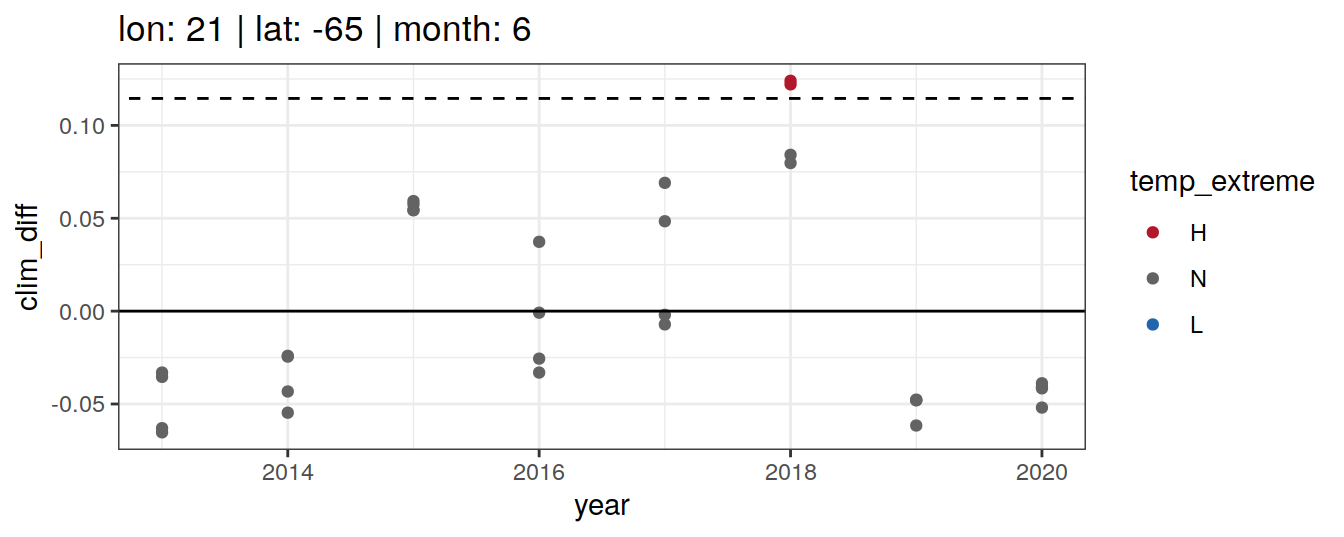 lon: 21 | lat: -65 | month: 6
clim_diff
0.10
0.05
0.00
-0.05
2014
2016
2018
2020
year
temp_extreme
H
N
L